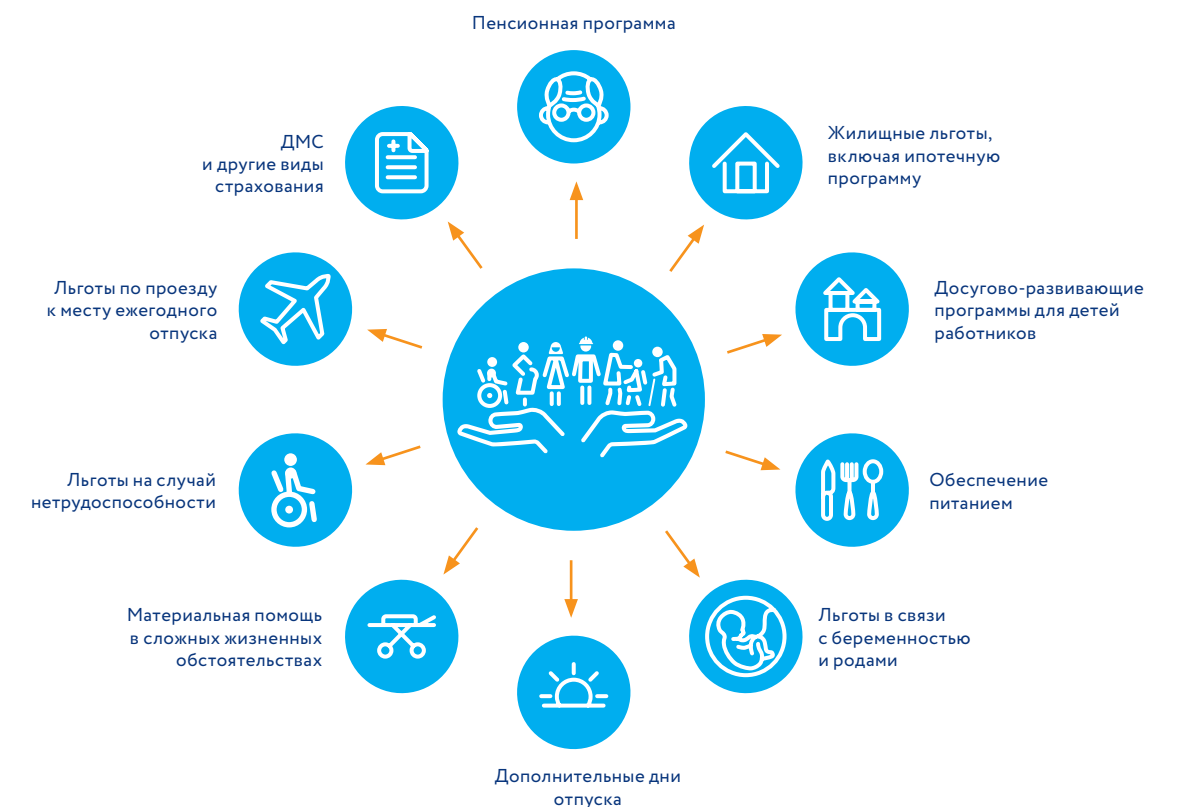 Пенсионная программа
Жилищные льготы,
включая ипотечную
программу
Досугово-развивающие
программы для детей
работников
Обеспечение
питанием
Льготы в связи
с беременностью
и родами
Дополнительные дни
отпуска
Материальная помощь
в сложных жизненных
обстоятельствах
Льготы на случай
нетрудоспособности
Льготы по проезду
к месту ежегодного
отпуска
ДМС
и другие виды
страхования